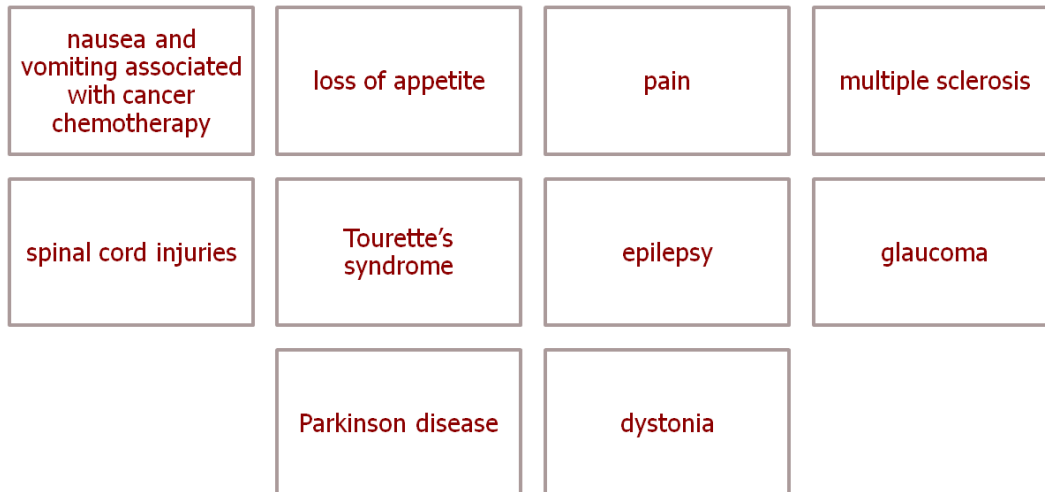 nausea and
vomiting associated
with cancer
chemotherapy
loss of appetite
pain
multiple sclerosis
spinal cord injuries
Tourette’s
syndrome
epilepsy
glaucoma
Parkinson disease
dystonia